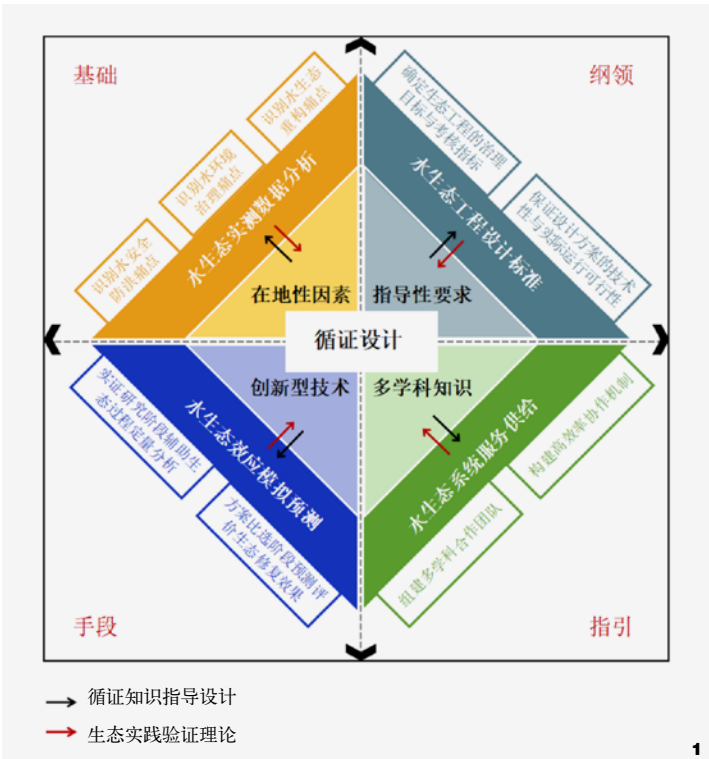 基础
纲领
识别水生态
重构痛点
识别水环境
治理痛点
识别水安全
防洪痛点
水生态实测数据分析
在地性因素
确定生态工程的治理
目标与考核指标
保证设计方案的技术
性与实际运行可行性
水生态工程设计标准
指导性要求
循证设计
创新型技术
水生态效应模拟预测
实证研究阶段辅助生
态过程定量分析
方案比选阶段预测评
价生态修复效果
多学科知识
水生态系统服务供给
构建高效率协作机制
组建多学科合作团队
手段
指引
循证知识指导设计
生态实践验证理论
1